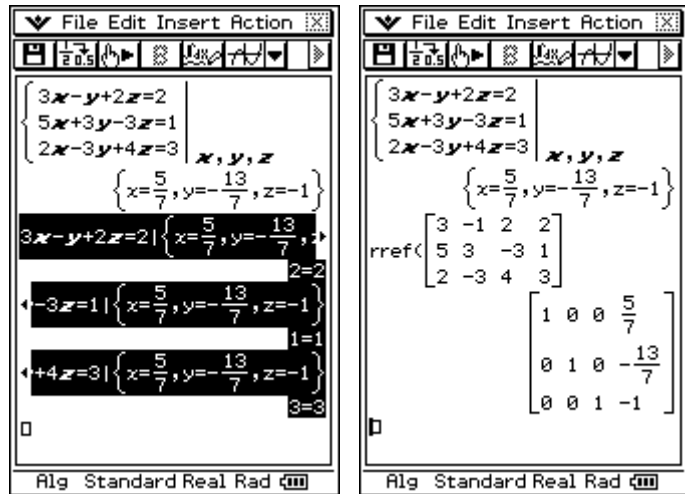 File Edit Insert Action
3x-y+2z=2
5x+3y-3z=1
2x-3y+4z=3 | x, y, z
{x=5/7, y=-13/7, z=-1}
3x-y+2z=2|{x=5/7, y=-13/7, z
2=2
-3z=1|{x=5/7, y=-13/7, z=-1}
1=1
+4z=3|{x=5/7, y=-13/7, z=-1}
3=3
Alg Standard Real Rad
File Edit Insert Action
3x-y+2z=2
5x+3y-3z=1
2x-3y+4z=3 | x, y, z
{x=5/7, y=-13/7, z=-1}
rref(
3 -1 2 2
5 3 -3 1
2 -3 4 3
1 0 0 5/7
0 1 0 -13/7
0 0 1 -1
Alg Standard Real Rad